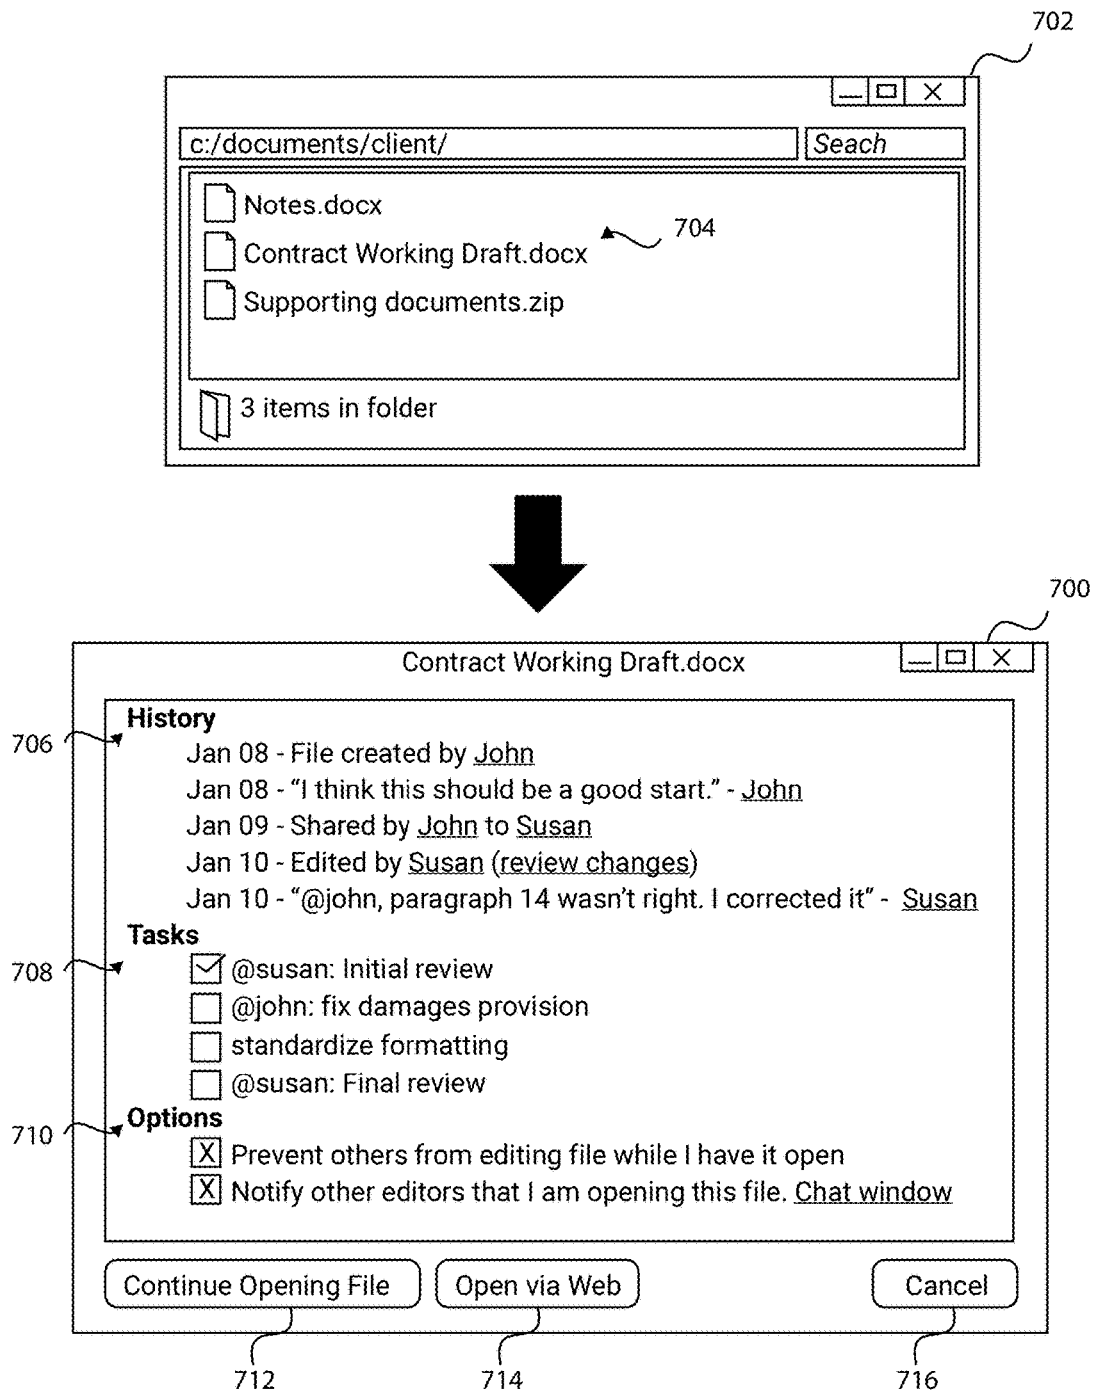 702
c:/documents/client/ Seach
Notes.docx
704
Contract Working Draft.docx
Supporting documents.zip
3 items in folder
700
Contract Working Draft.docx
History
706
Jan 08 - File created by John
Jan 08 - “I think this should be a good start.” - John
Jan 09 - Shared by John to Susan
Jan 10 - Edited by Susan (review changes)
Jan 10 - “@john, paragraph 14 wasn’t right. I corrected it” - Susan
Tasks
708
@susan: Initial review
@john: fix damages provision
standardize formatting
@susan: Final review
Options
710
X Prevent others from editing file while I have it open
X Notify other editors that I am opening this file. Chat window
Continue Opening File Open via Web Cancel
712 714 716